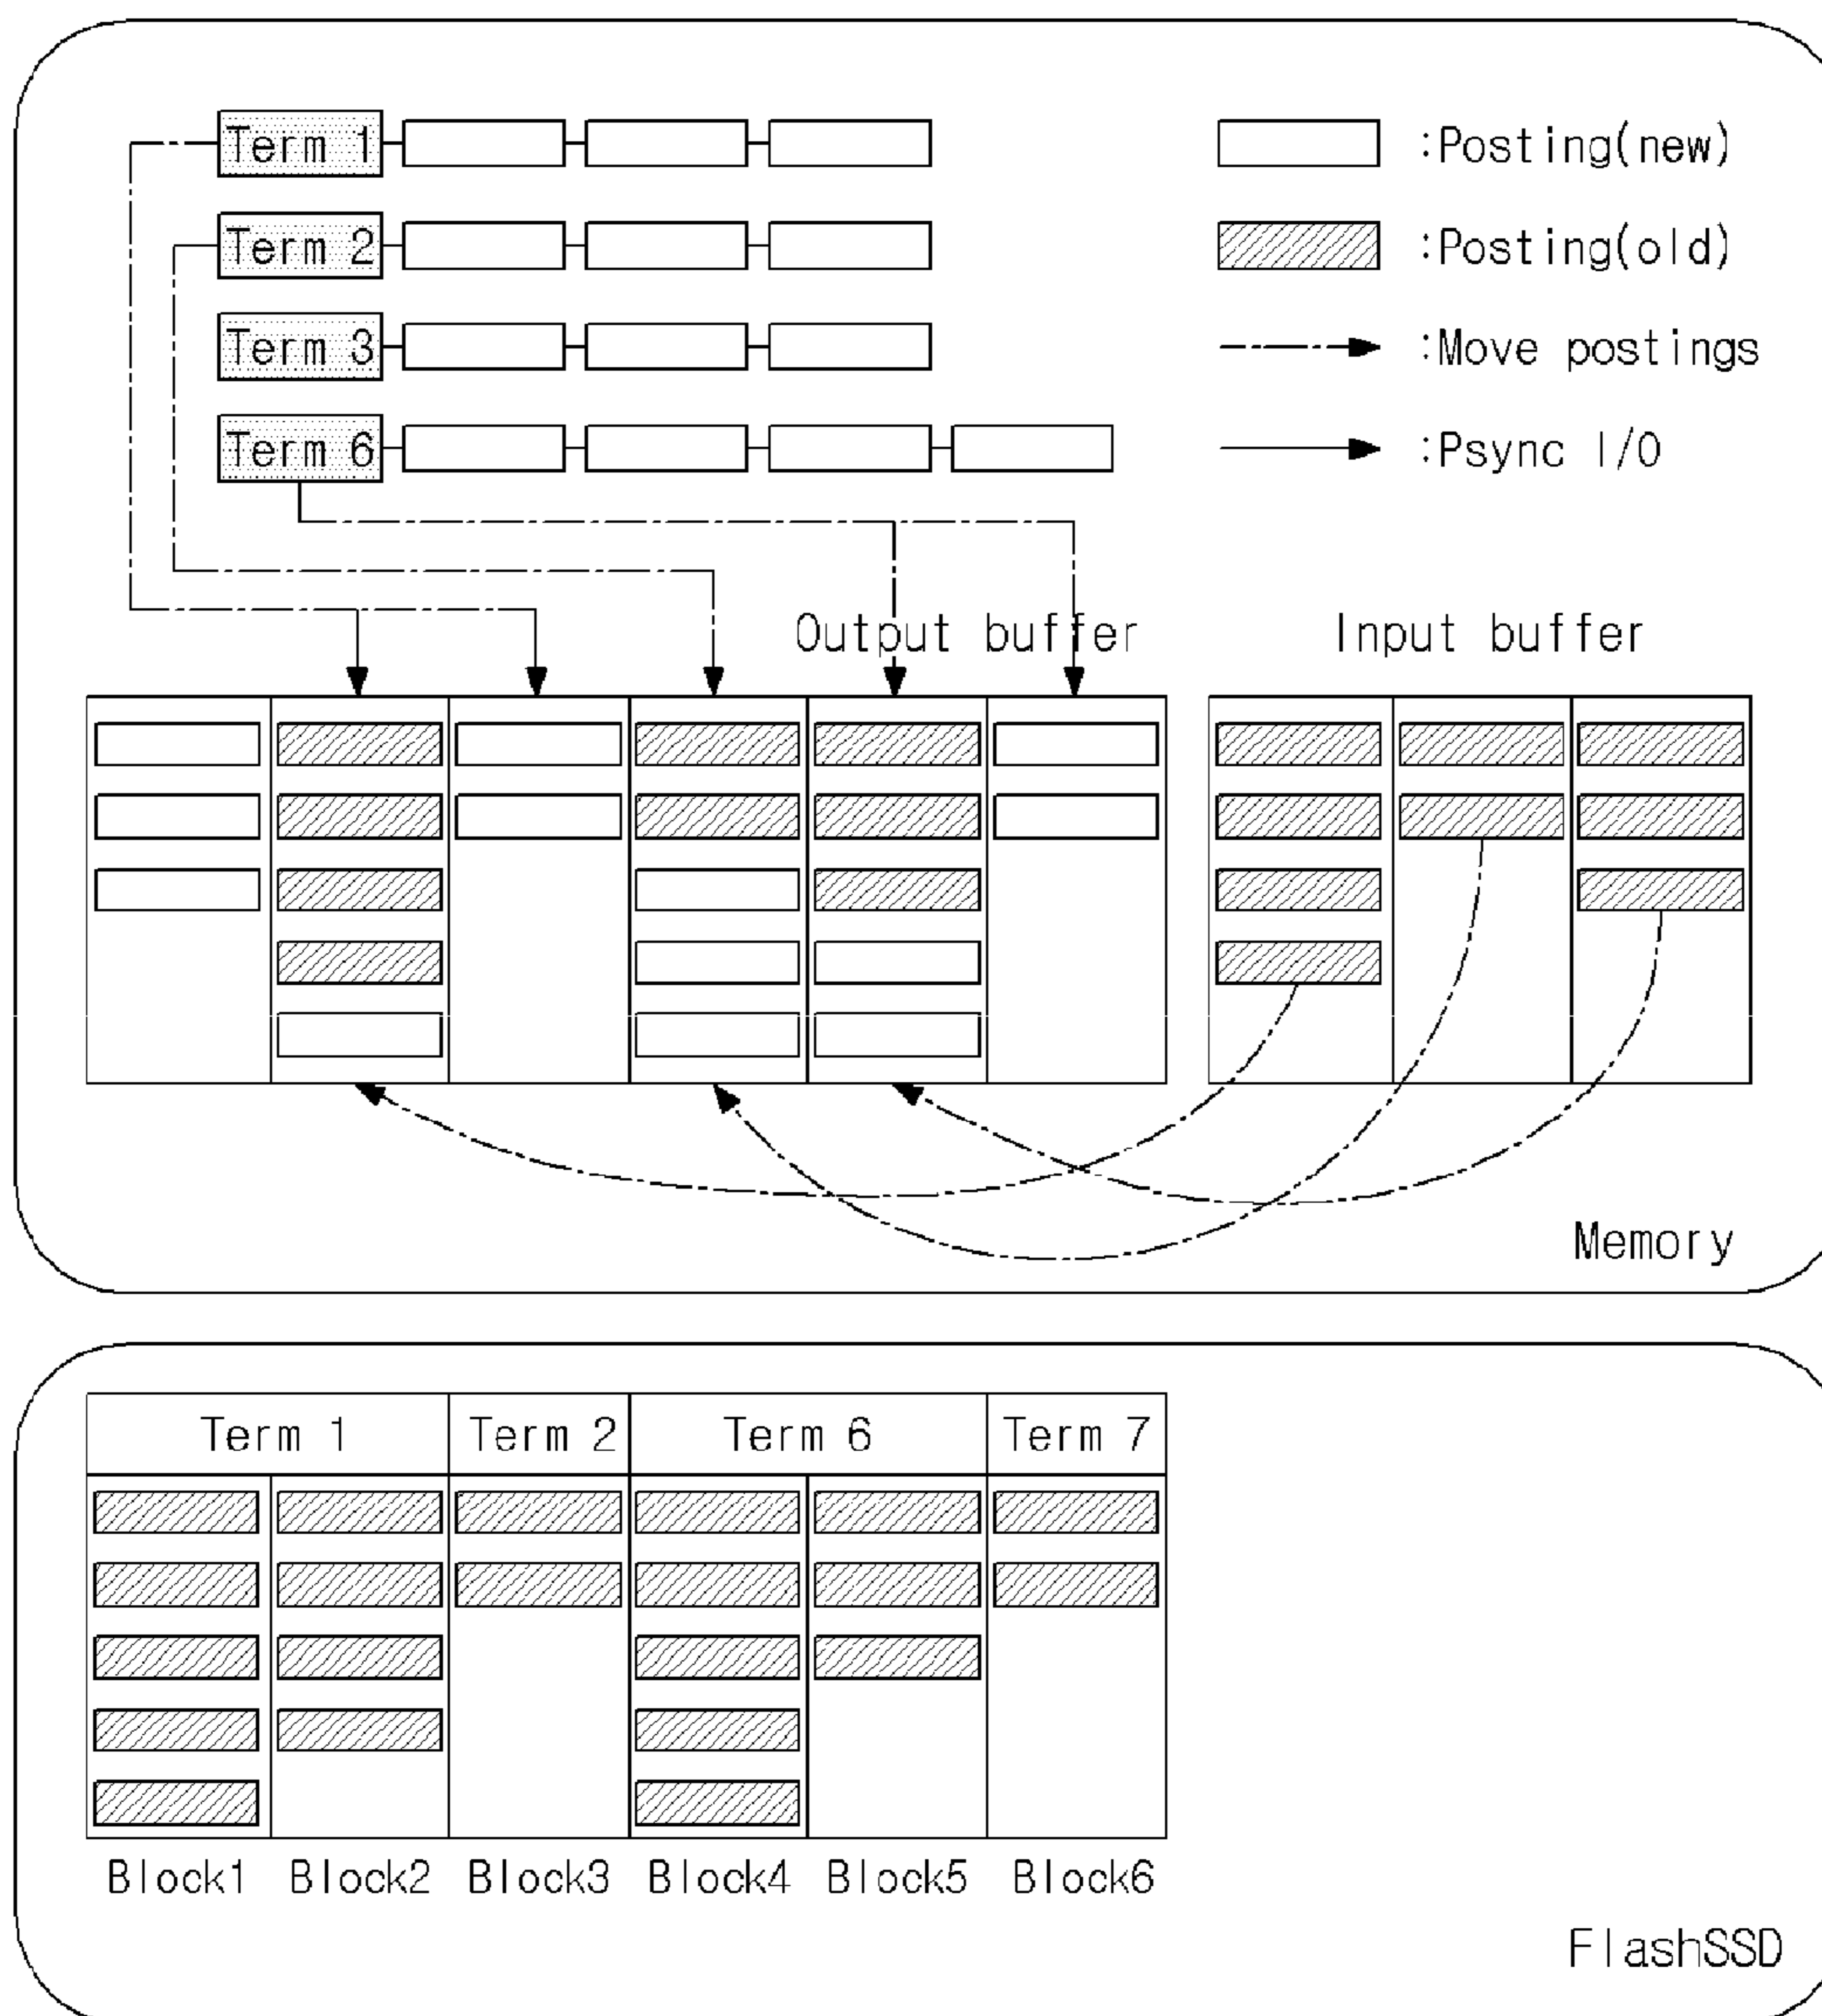 Term 1
:Posting(new)
Term 2
:Posting(old)
Term 3
:Move postings
Term 6
:Psync I/O
Output buffer
Input buffer
Memory
Term 1
Term 2
Term 6
Term 7
Block1
Block2
Block3
Block4
Block5
Block6
FlashSSD